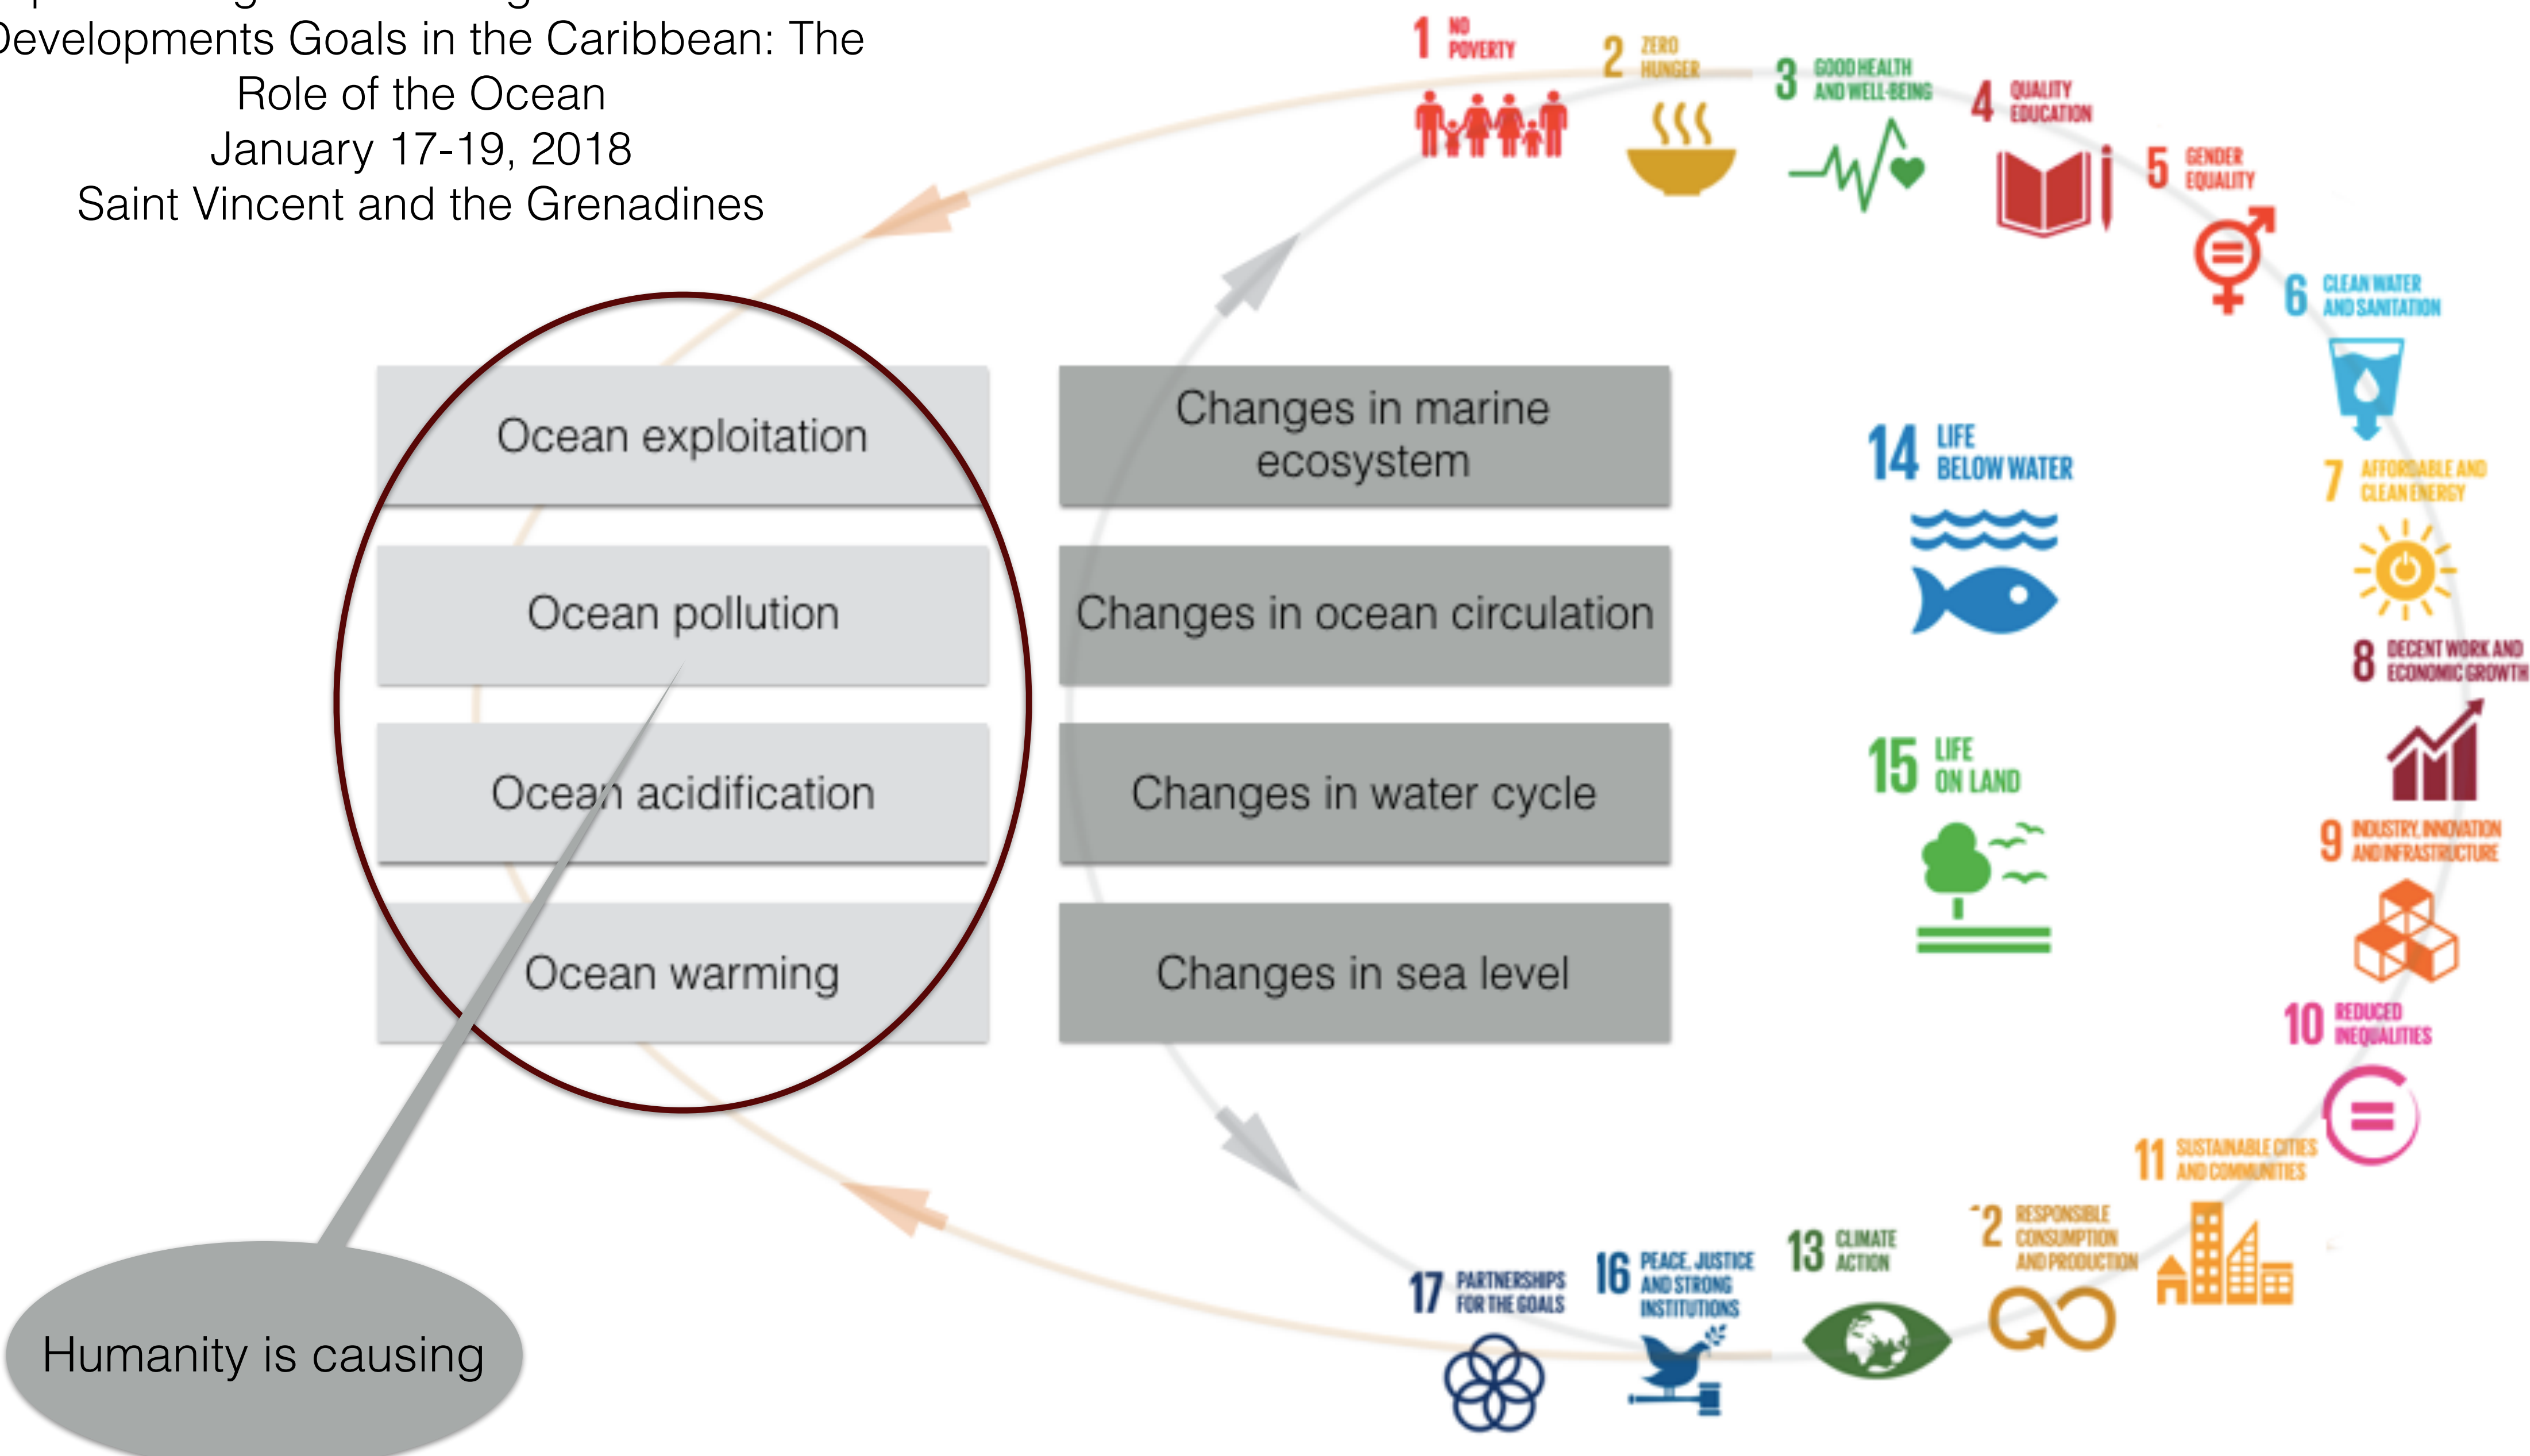 Developments Goals in the Caribbean: The
Role of the Ocean
January 17-19, 2018
Saint Vincent and the Grenadines
Ocean exploitation
Ocean pollution
Ocean acidification
Ocean warming
Humanity is causing
Changes in marine
ecosystem
Changes in ocean circulation
Changes in water cycle
Changes in sea level
1 NO
POVERTY
2 ZERO
HUNGER
3 GOOD HEALTH
AND WELL-BEING
4 QUALITY
EDUCATION
5 GENDER
EQUALITY
6 CLEAN WATER
AND SANITATION
7 AFFORDABLE AND
CLEAN ENERGY
8 DECENT WORK AND
ECONOMIC GROWTH
9 INDUSTRY, INNOVATION
AND INFRASTRUCTURE
10 REDUCED
INEQUALITIES
11 SUSTAINABLE CITIES
AND COMMUNITIES
2 RESPONSIBLE
CONSUMPTION
AND PRODUCTION
13 CLIMATE
ACTION
16 PEACE, JUSTICE
AND STRONG
INSTITUTIONS
17 PARTNERSHIPS
FOR THE GOALS
14 LIFE
BELOW WATER
15 LIFE
ON LAND